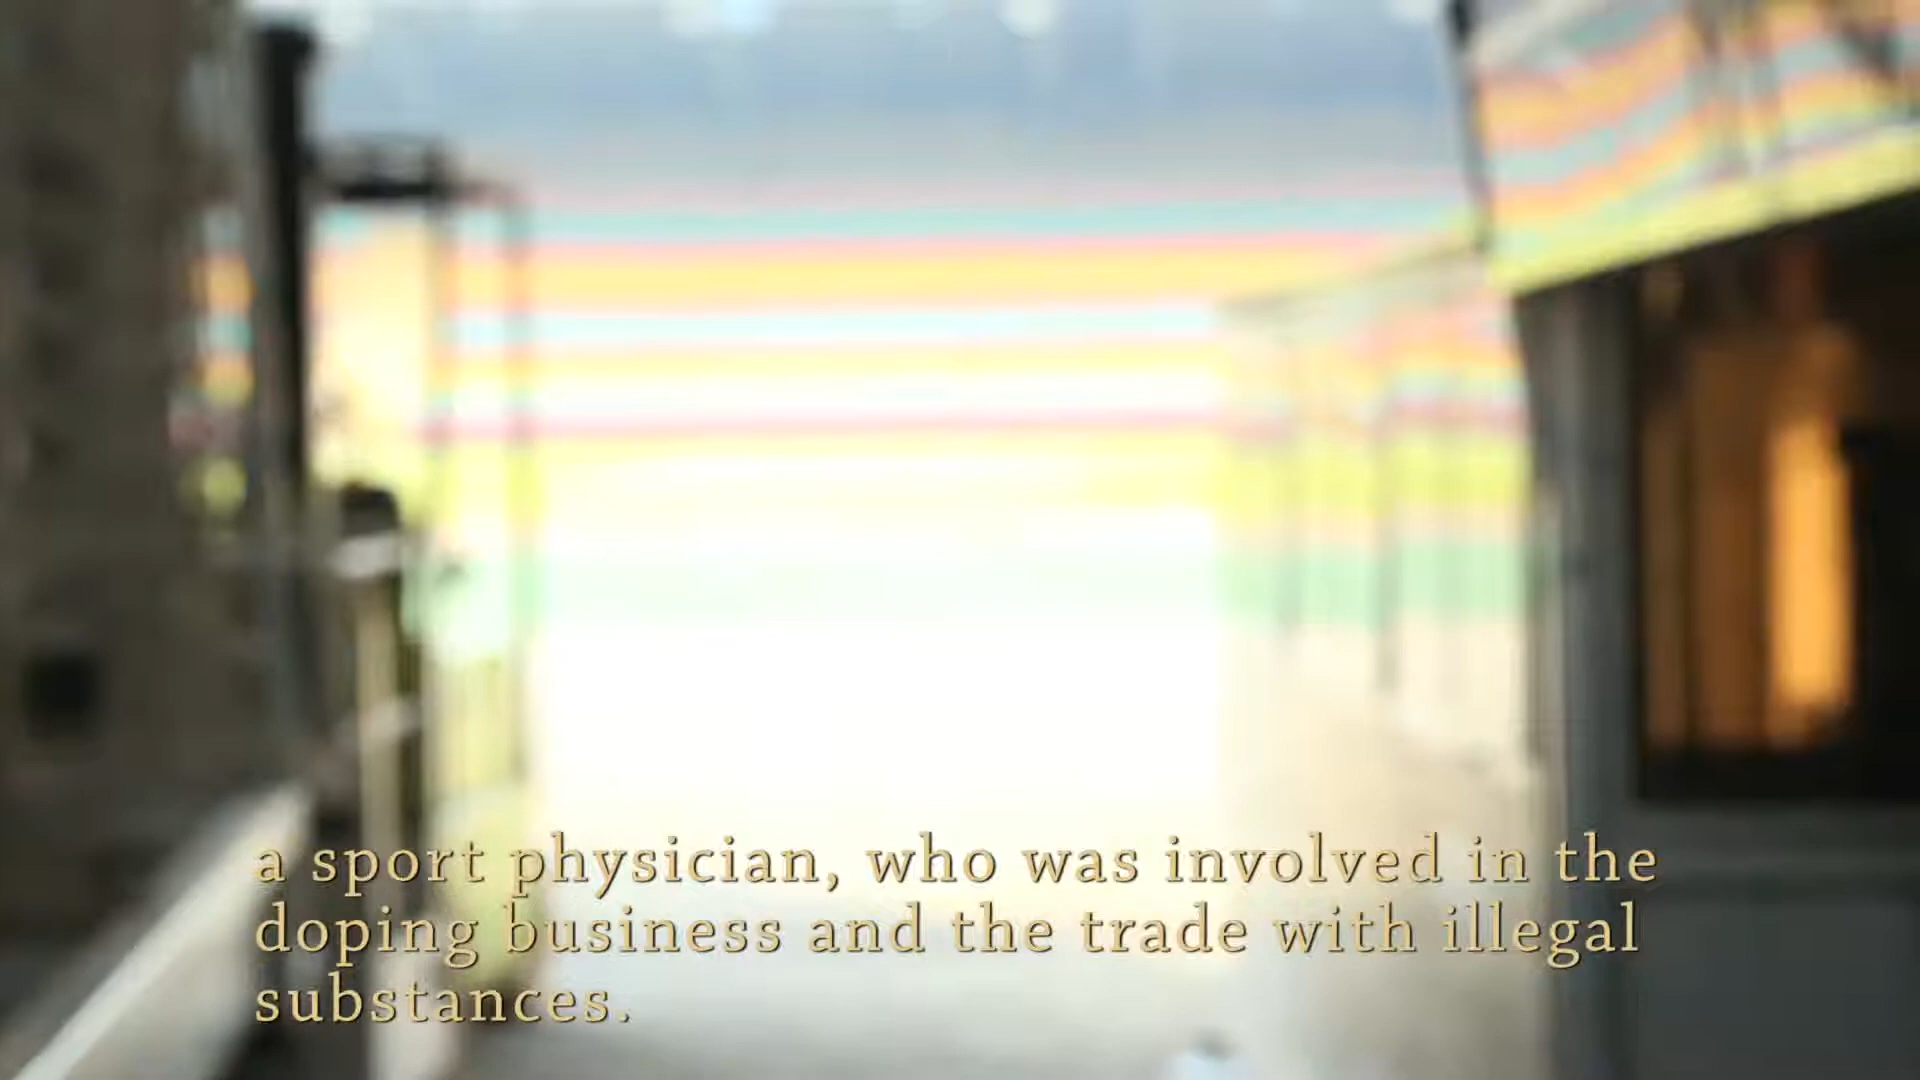 a sport physician, who was involved in the
doping business and the trade with illegal
substances.